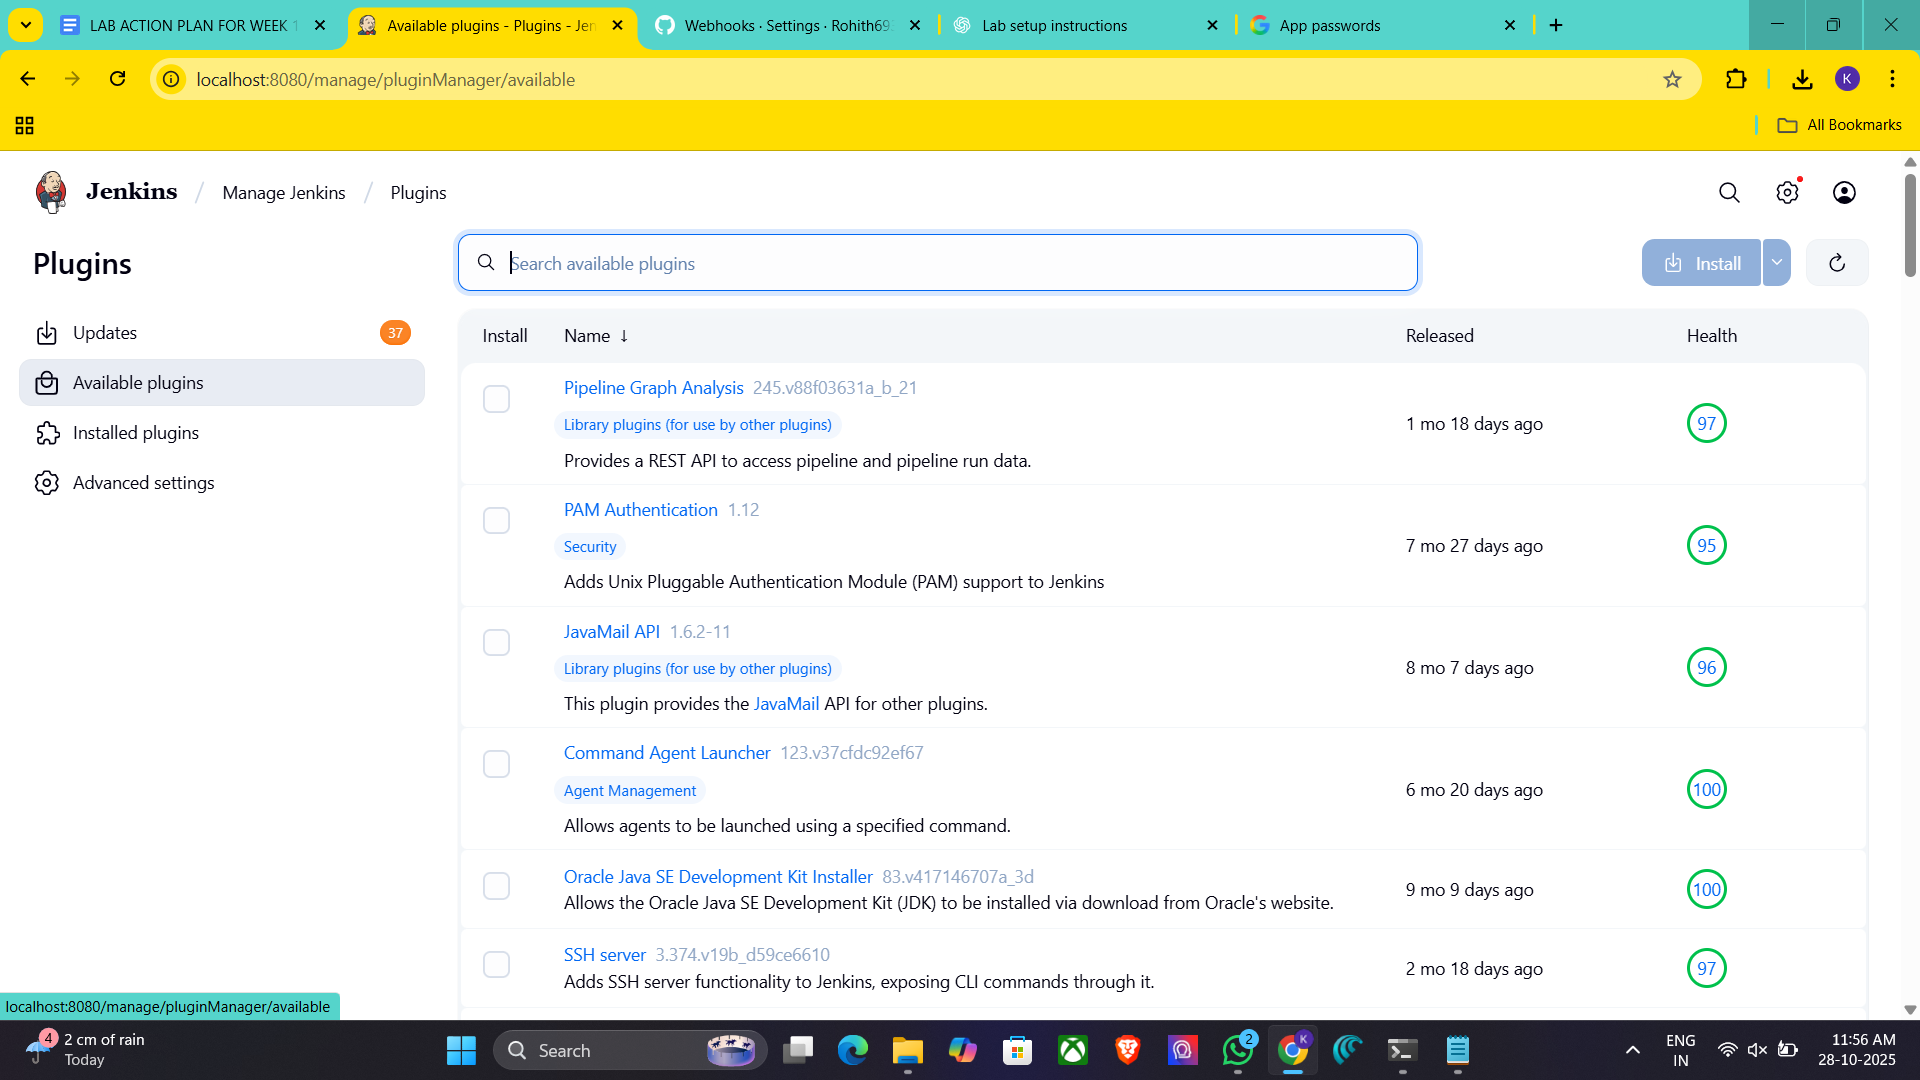 LAB ACTION PLAN FOR WEEK 1
Available plugins - Plugins - Jen
Webhooks · Settings · Rohith69
Lab setup instructions
App passwords
localhost:8080/manage/pluginManager/available
K
All Bookmarks
Jenkins / Manage Jenkins / Plugins
Plugins
Search available plugins
Install
Updates 37
Available plugins
Installed plugins
Advanced settings
Install Name ↓ Released Health
Pipeline Graph Analysis 245.v88f03631a_b_21
Library plugins (for use by other plugins)
Provides a REST API to access pipeline and pipeline run data.
1 mo 18 days ago
97
PAM Authentication 1.12
Security
Adds Unix Pluggable Authentication Module (PAM) support to Jenkins
7 mo 27 days ago
95
JavaMail API 1.6.2-11
Library plugins (for use by other plugins)
This plugin provides the JavaMail API for other plugins.
8 mo 7 days ago
96
Command Agent Launcher 123.v37cfdc92ef67
Agent Management
Allows agents to be launched using a specified command.
6 mo 20 days ago
100
Oracle Java SE Development Kit Installer 83.v417146707a_3d
Allows the Oracle Java SE Development Kit (JDK) to be installed via download from Oracle's website.
9 mo 9 days ago
100
SSH server 3.374.v19b_d59ce6610
Adds SSH server functionality to Jenkins, exposing CLI commands through it.
2 mo 18 days ago
97
localhost:8080/manage/pluginManager/available
4
2 cm of rain
Today
Search
2
K
ENG
IN
11:56 AM
28-10-2025